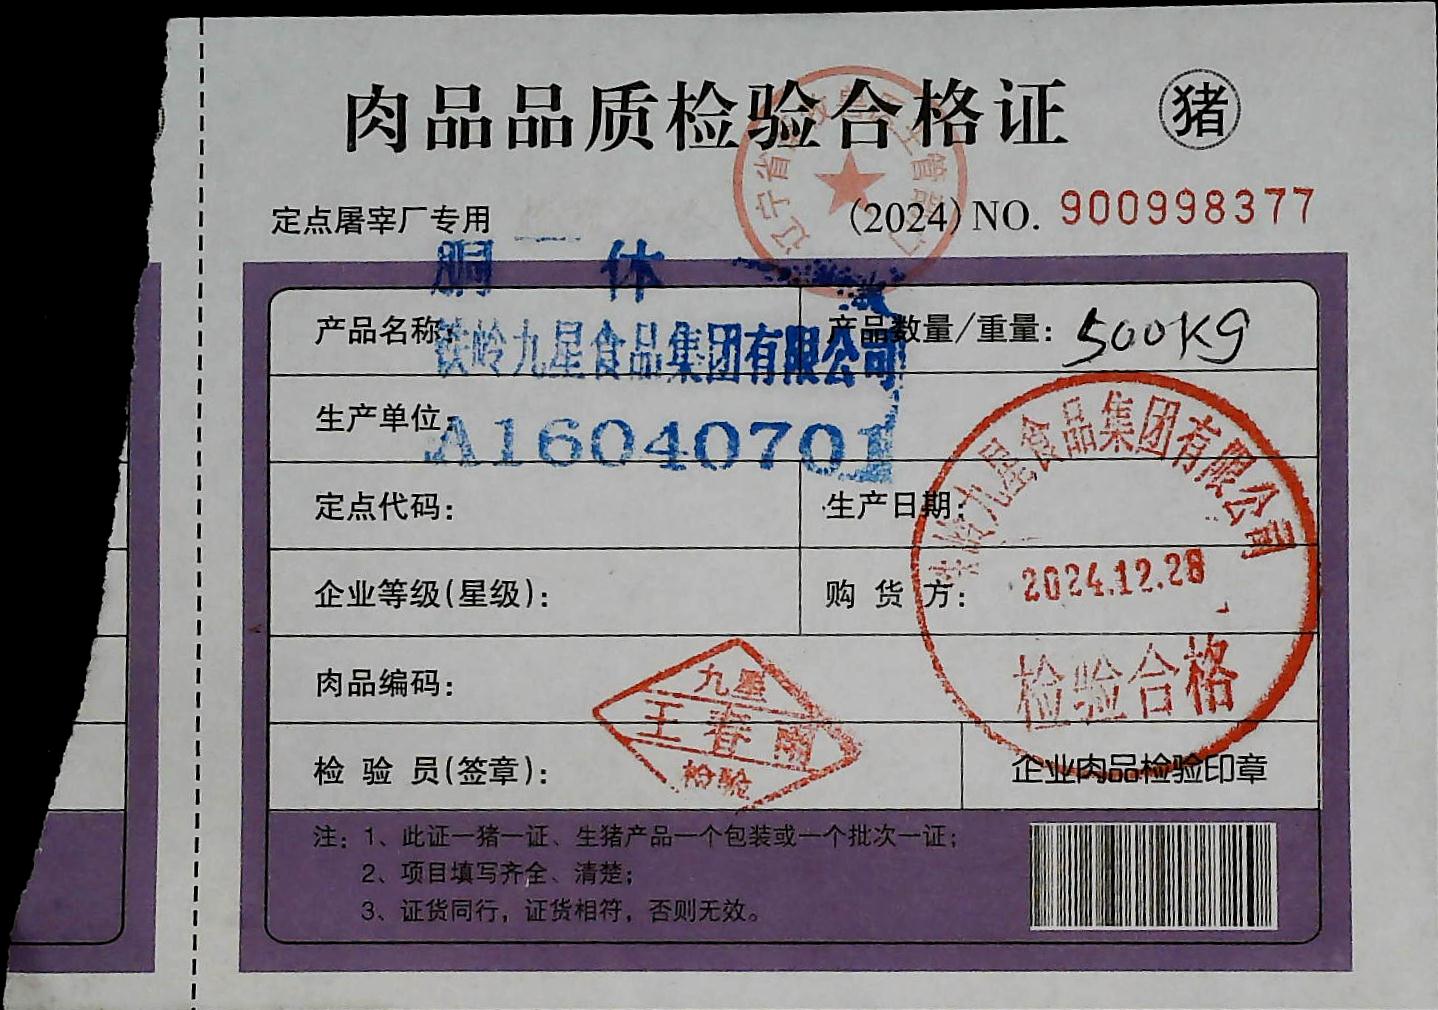 肉品品质检验合格证 猪
定点屠宰厂专用
(2024) NO. 900998377
胴 体
产品名称:
铁岭九星食品集团有限公司
产品数量/重量: 500KG
生产单位:
A16040701
定点代码:
生产日期:
铁岭九星食品集团有限公司
2024.12.28
检验合格
企业等级(星级):
购 货 方:
肉品编码:
九星
王春雨
检验
检 验 员(签章):
企业肉品检验印章
注: 1、此证一猪一证、生猪产品一个包装或一个批次一证;
2、项目填写齐全、清楚;
3、证货同行, 证货相符, 否则无效。